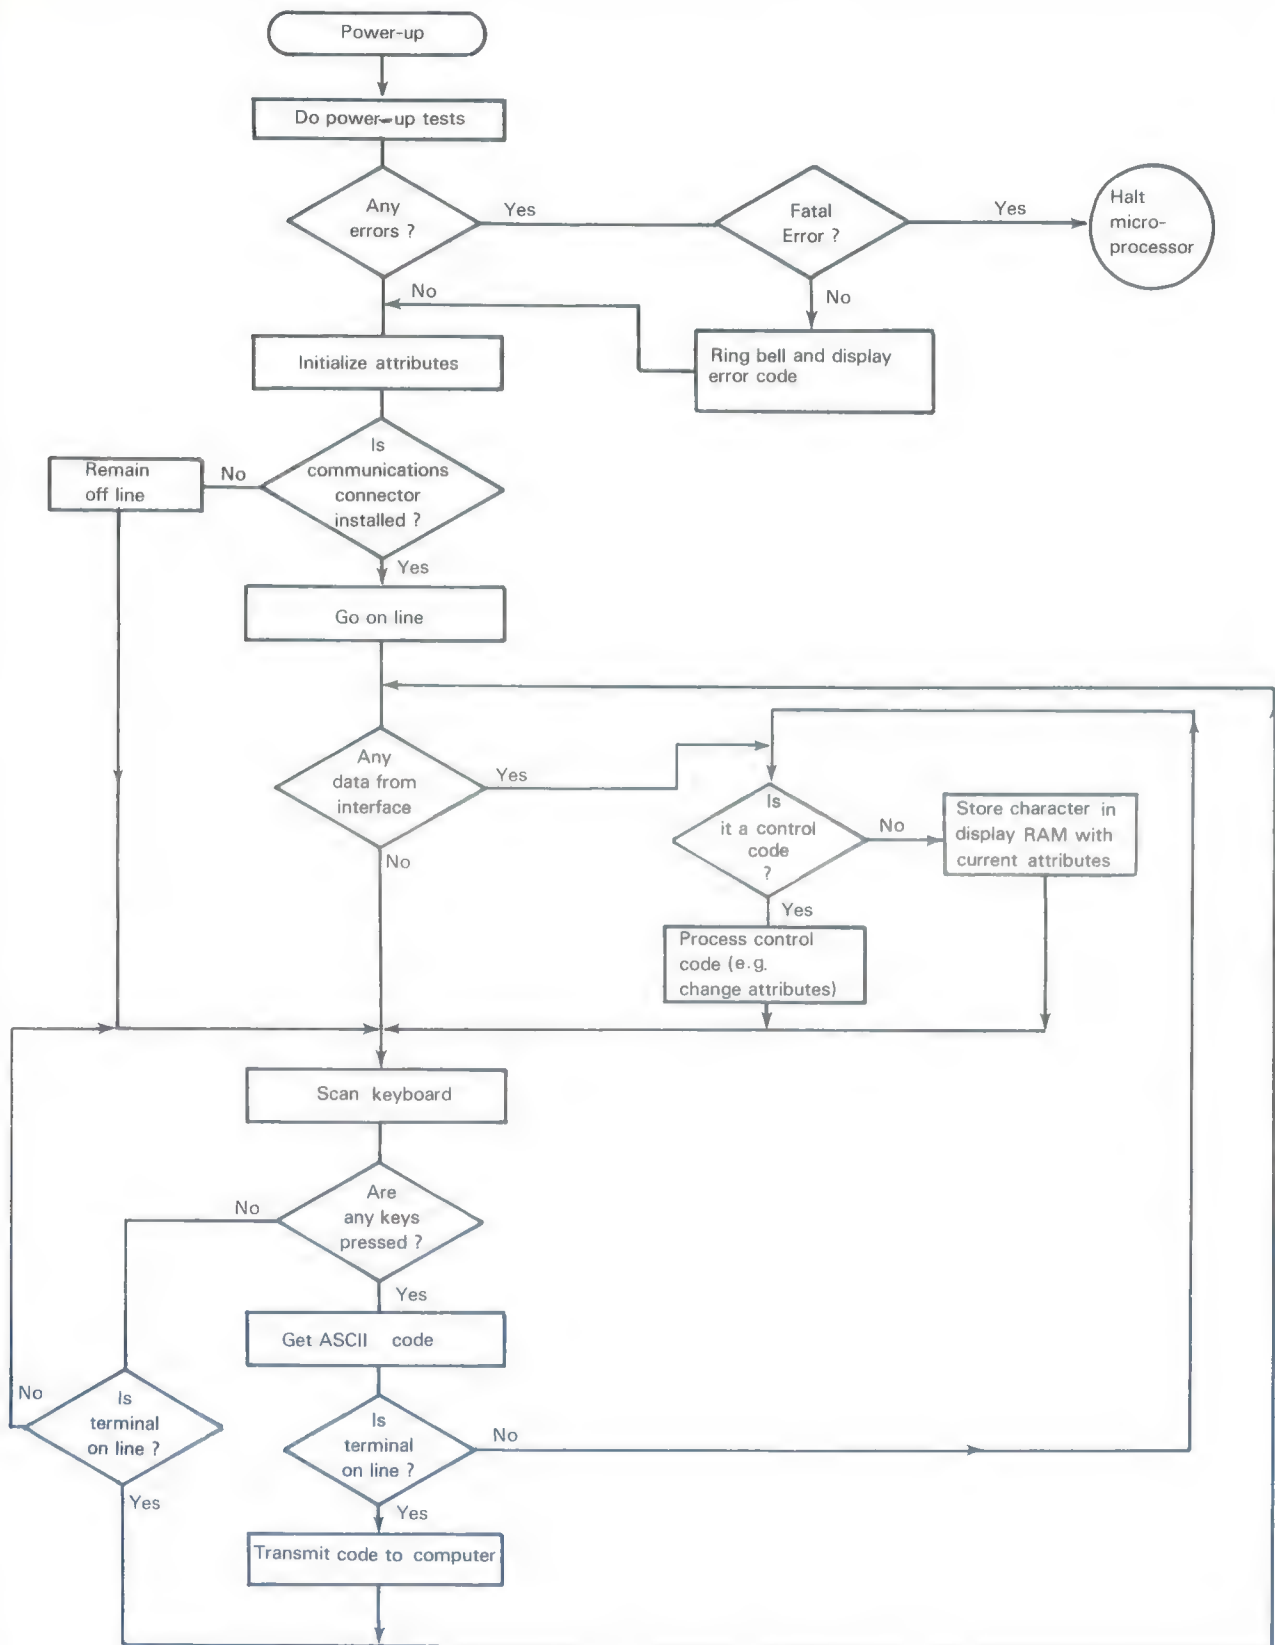 Power-up
Do power-up tests
Any
errors ?
Yes
Fatal
Error ?
Yes
Halt
micro-
processor
No
No
Initialize attributes
Ring bell and display
error code
Is
communications
connector
installed ?
No
Remain
off line
Yes
Go on line
Any
data from
interface
Yes
Is
it a control
code
?
No
Store character in
display RAM with
current attributes
No
Yes
Process control
code (e.g.
change attributes)
Scan keyboard
Are
any keys
pressed ?
No
Yes
Get ASCII code
No
Is
terminal
on line ?
Is
terminal
on line ?
No
Yes
Yes
Transmit code to computer